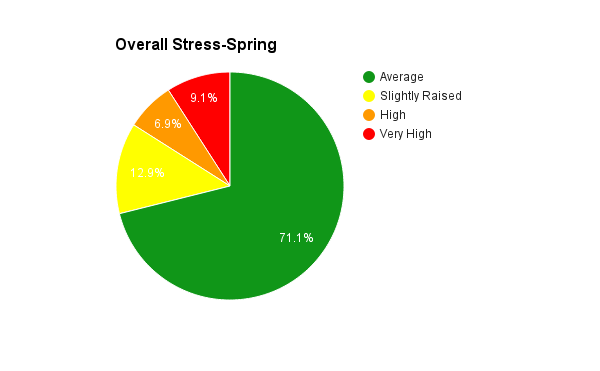 Overall Stress-Spring
Average
Slightly Raised
High
Very High
9.1%
6.9%
12.9%
71.1%